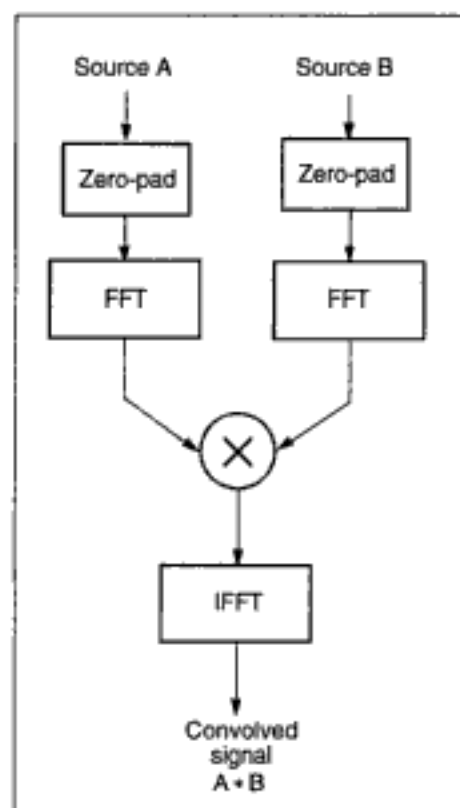 Source A Source B
Zero-pad Zero-pad
FFT FFT
×
IFFT
Convolved
signal
A * B